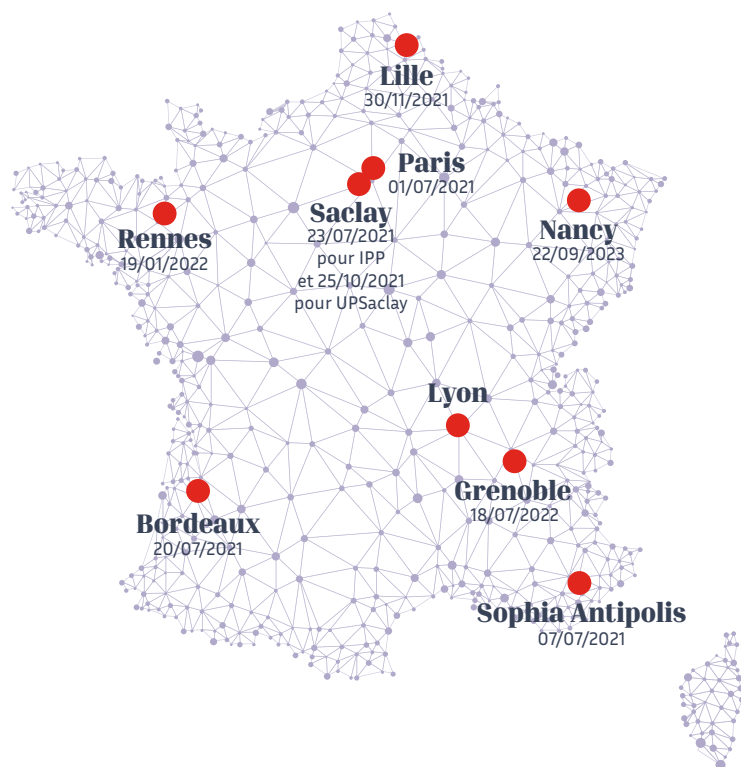 Lille
30/11/2021
Paris
01/07/2021
Saclay
23/07/2021
pour IPP
et 25/10/2021
pour UPSaclay
Nancy
22/09/2023
Rennes
19/01/2022
Lyon
Grenoble
18/07/2022
Bordeaux
20/07/2021
Sophia Antipolis
07/07/2021